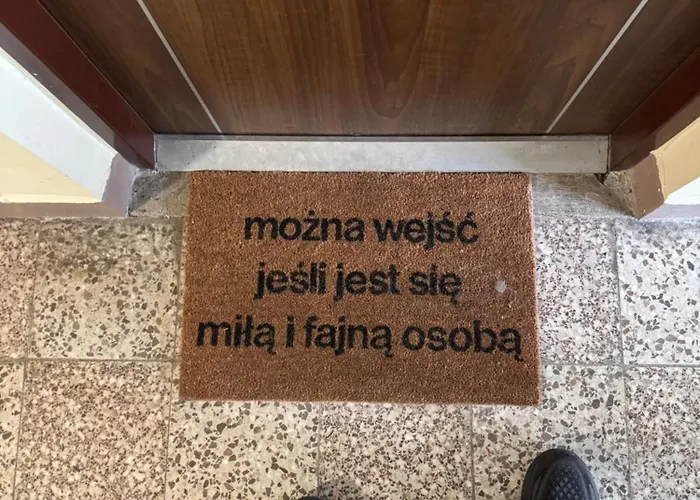 można wejść
jeśli jest się
miłą i fajną osobą